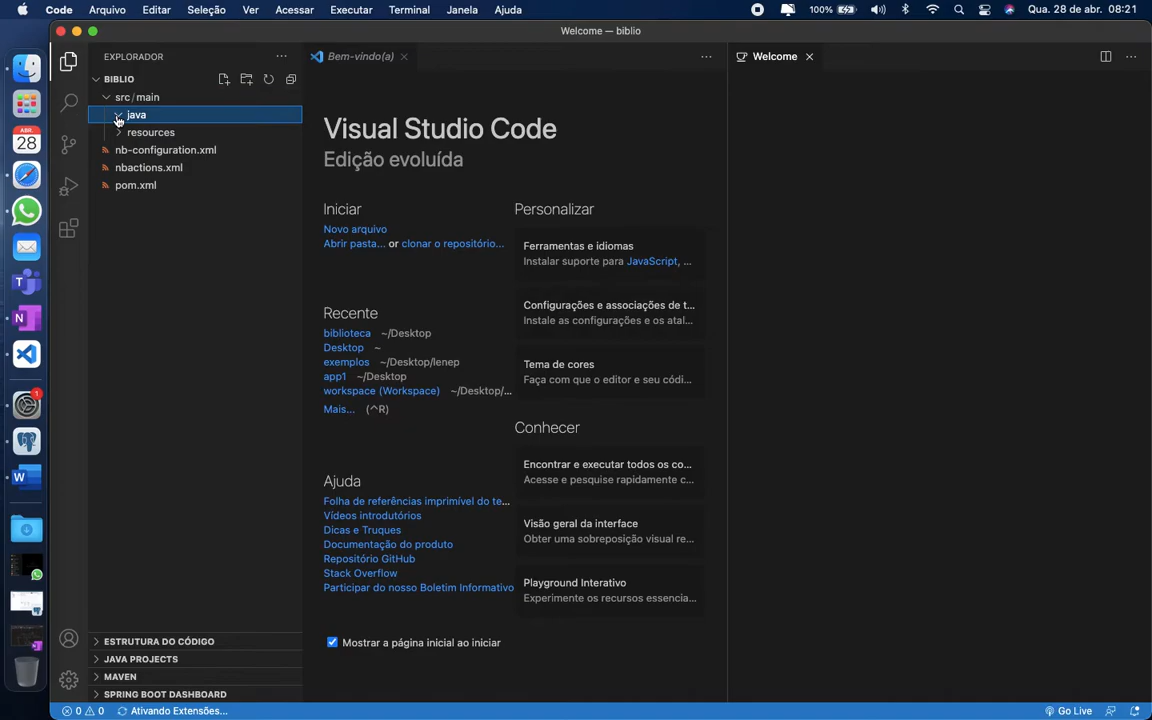 Code Arquivo Editar Seleção Ver Acessar Executar Terminal Janela Ajuda 100% Qua. 28 de abr. 08:21
Welcome — biblio
EXPLORADOR
Bem-vindo(a)
Welcome
BIBLIO
src/main
java
resources
nb-configuration.xml
nbactions.xml
pom.xml
ABR.
28
1
Visual Studio Code
Edição evoluída
Iniciar
Novo arquivo
Abrir pasta... or clonar o repositório...
Recente
biblioteca ~/Desktop
Desktop ~
exemplos ~/Desktop/lenep
app1 ~/Desktop
workspace (Workspace) ~/Desktop/...
Mais... (^R)
Ajuda
Folha de referências imprimível do te...
Vídeos introdutórios
Dicas e Truques
Documentação do produto
Repositório GitHub
Stack Overflow
Participar do nosso Boletim Informativo
Personalizar
Ferramentas e idiomas
Instalar suporte para JavaScript, ...
Configurações e associações de t...
Instale as configurações e os atal...
Tema de cores
Faça com que o editor e seu códi...
Conhecer
Encontrar e executar todos os co...
Acesse e pesquise rapidamente c...
Visão geral da interface
Obter uma sobreposição visual re...
Playground Interativo
Experimente os recursos essencia...
Mostrar a página inicial ao iniciar
ESTRUTURA DO CÓDIGO
JAVA PROJECTS
MAVEN
SPRING BOOT DASHBOARD
0 0 Ativando Extensões...
Go Live